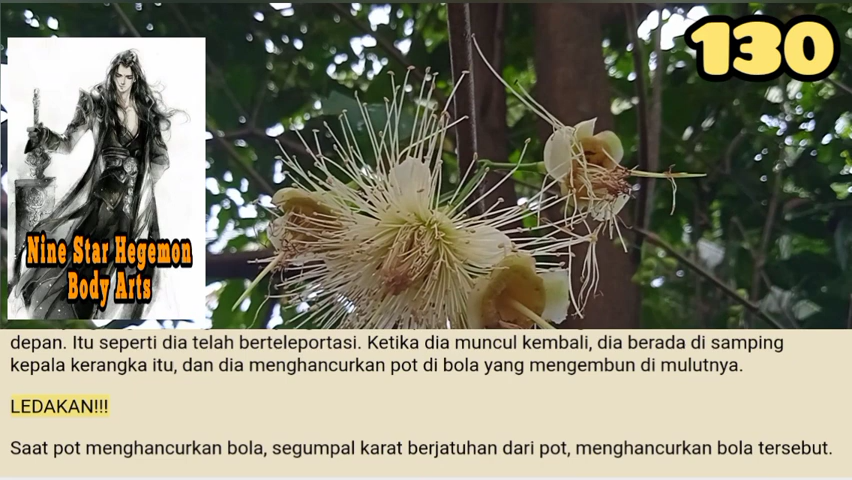 130
Nine Star Hegemon
Body Arts
depan. Itu seperti dia telah berteleportasi. Ketika dia muncul kembali, dia berada di samping
kepala kerangka itu, dan dia menghancurkan pot di bola yang mengembun di mulutnya.
LEDAKAN!!!
Saat pot menghancurkan bola, segumpal karat berjatuhan dari pot, menghancurkan bola tersebut.